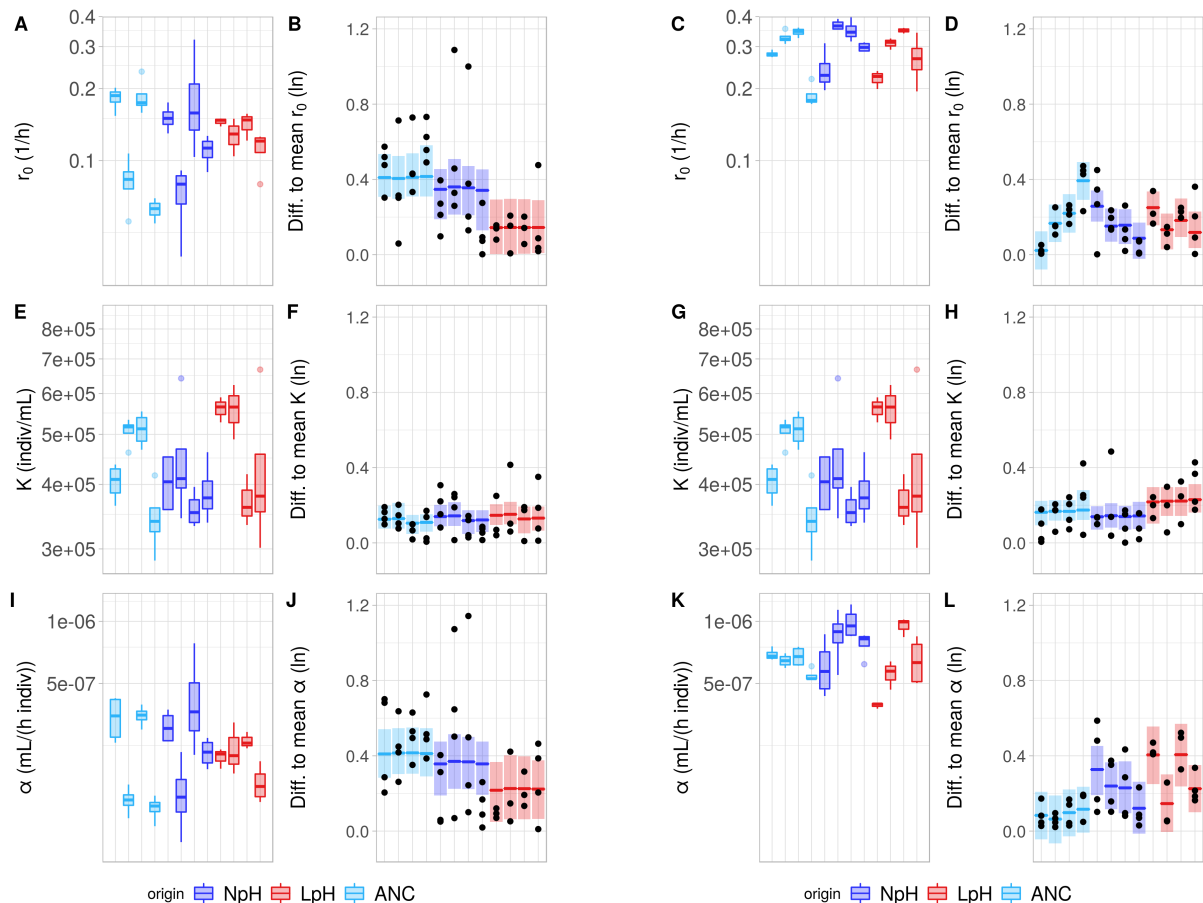 A
0.4
0.3
0.2
0.1
r0 (1/h)
B
1.2
0.8
0.4
0.0
Diff. to mean r0 (ln)
C
0.4
0.3
0.2
0.1
r0 (1/h)
D
1.2
0.8
0.4
0.0
Diff. to mean r0 (ln)
E
8e+05
7e+05
6e+05
5e+05
4e+05
3e+05
K (indiv/mL)
F
1.2
0.8
0.4
0.0
Diff. to mean K (ln)
G
8e+05
7e+05
6e+05
5e+05
4e+05
3e+05
K (indiv/mL)
H
1.2
0.8
0.4
0.0
Diff. to mean K (ln)
I
1e-06
5e-07
α (mL/(h indiv))
J
1.2
0.8
0.4
0.0
Diff. to mean α (ln)
K
1e-06
5e-07
α (mL/(h indiv))
L
1.2
0.8
0.4
0.0
Diff. to mean α (ln)
origin NpH LpH ANC
origin NpH LpH ANC